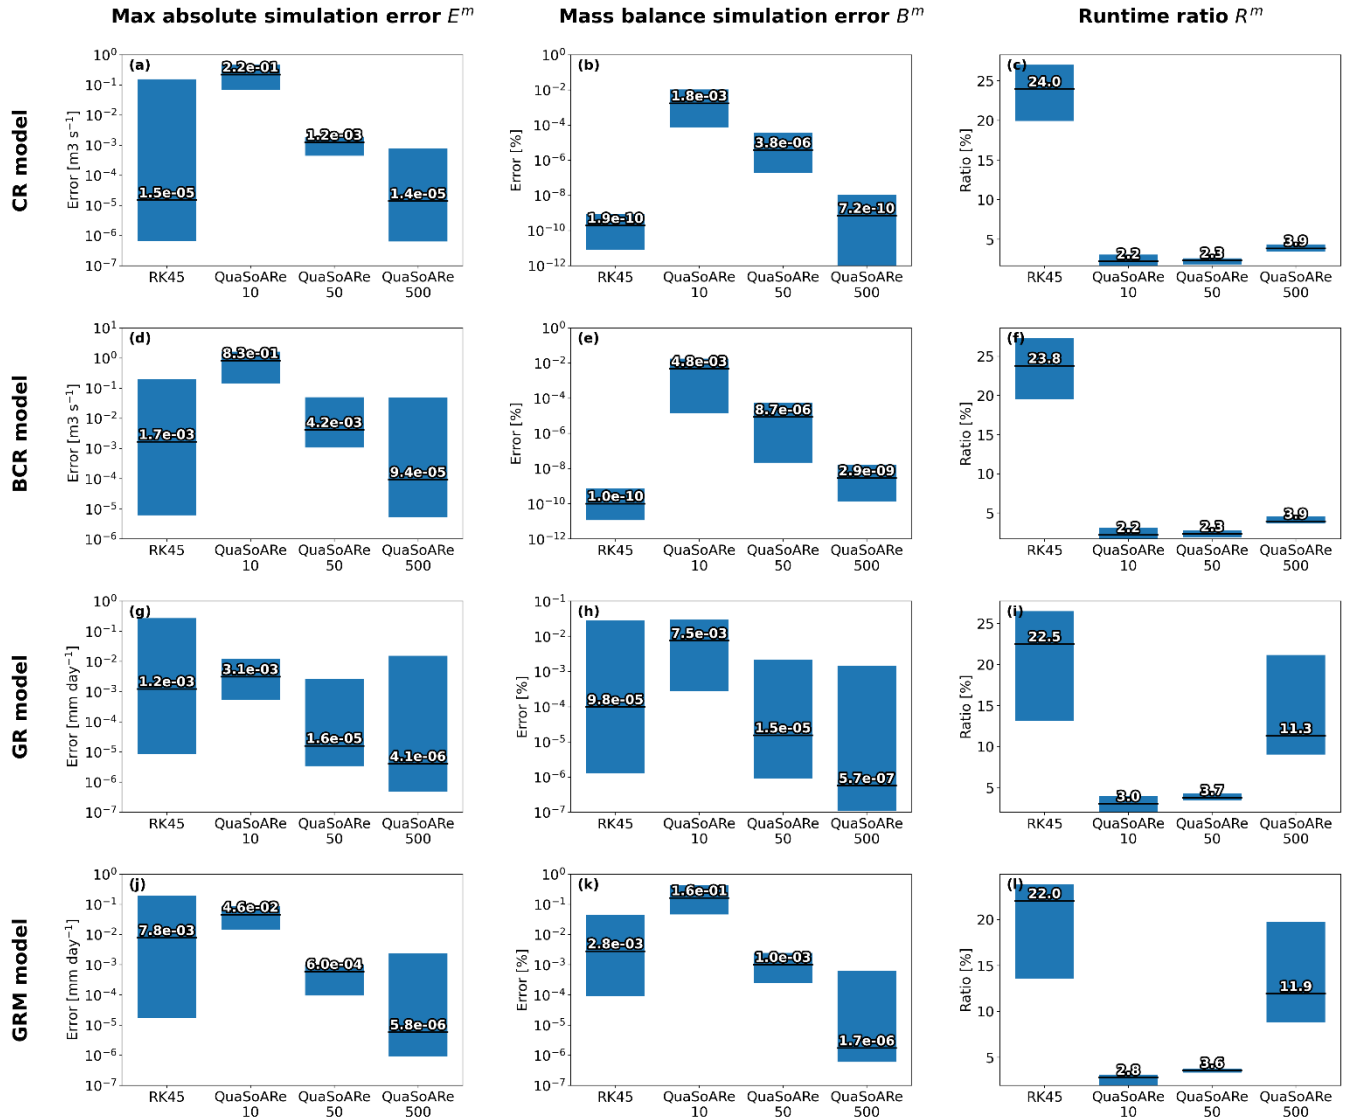 Max absolute simulation error E^m
Mass balance simulation error B^m
Runtime ratio R^m
CR model
(a)
Error [m3 s⁻¹]
10⁰
10⁻¹
10⁻²
10⁻³
10⁻⁴
10⁻⁵
10⁻⁶
10⁻⁷
1.5e-05
2.2e-01
1.2e-03
1.4e-05
RK45
QuaSoARe
10
QuaSoARe
50
QuaSoARe
500
(b)
Error [%]
10⁰
10⁻²
10⁻⁴
10⁻⁶
10⁻⁸
10⁻¹⁰
10⁻¹²
1.9e-10
1.8e-03
3.8e-06
7.2e-10
RK45
QuaSoARe
10
QuaSoARe
50
QuaSoARe
500
(c)
Ratio [%]
25
20
15
10
5
24.0
2.2
2.3
3.9
RK45
QuaSoARe
10
QuaSoARe
50
QuaSoARe
500
BCR model
(d)
Error [m3 s⁻¹]
10¹
10⁰
10⁻¹
10⁻²
10⁻³
10⁻⁴
10⁻⁵
10⁻⁶
1.7e-03
8.3e-01
4.2e-03
9.4e-05
RK45
QuaSoARe
10
QuaSoARe
50
QuaSoARe
500
(e)
Error [%]
10⁰
10⁻²
10⁻⁴
10⁻⁶
10⁻⁸
10⁻¹⁰
10⁻¹²
1.0e-10
4.8e-03
8.7e-06
2.9e-09
RK45
QuaSoARe
10
QuaSoARe
50
QuaSoARe
500
(f)
Ratio [%]
25
20
15
10
5
23.8
2.2
2.3
3.9
RK45
QuaSoARe
10
QuaSoARe
50
QuaSoARe
500
GR model
(g)
Error [mm day⁻¹]
10⁰
10⁻¹
10⁻²
10⁻³
10⁻⁴
10⁻⁵
10⁻⁶
10⁻⁷
1.2e-03
3.1e-03
1.6e-05
4.1e-06
RK45
QuaSoARe
10
QuaSoARe
50
QuaSoARe
500
(h)
Error [%]
10⁻¹
10⁻²
10⁻³
10⁻⁴
10⁻⁵
10⁻⁶
10⁻⁷
9.8e-05
7.5e-03
1.5e-05
5.7e-07
RK45
QuaSoARe
10
QuaSoARe
50
QuaSoARe
500
(i)
Ratio [%]
25
20
15
10
5
22.5
3.0
3.7
11.3
RK45
QuaSoARe
10
QuaSoARe
50
QuaSoARe
500
GRM model
(j)
Error [mm day⁻¹]
10⁰
10⁻¹
10⁻²
10⁻³
10⁻⁴
10⁻⁵
10⁻⁶
10⁻⁷
7.8e-03
4.6e-02
6.0e-04
5.8e-06
RK45
QuaSoARe
10
QuaSoARe
50
QuaSoARe
500
(k)
Error [%]
10⁰
10⁻¹
10⁻²
10⁻³
10⁻⁴
10⁻⁵
10⁻⁶
10⁻⁷
2.8e-03
1.6e-01
1.0e-03
1.7e-06
RK45
QuaSoARe
10
QuaSoARe
50
QuaSoARe
500
(l)
Ratio [%]
20
15
10
5
22.0
2.8
3.6
11.9
RK45
QuaSoARe
10
QuaSoARe
50
QuaSoARe
500